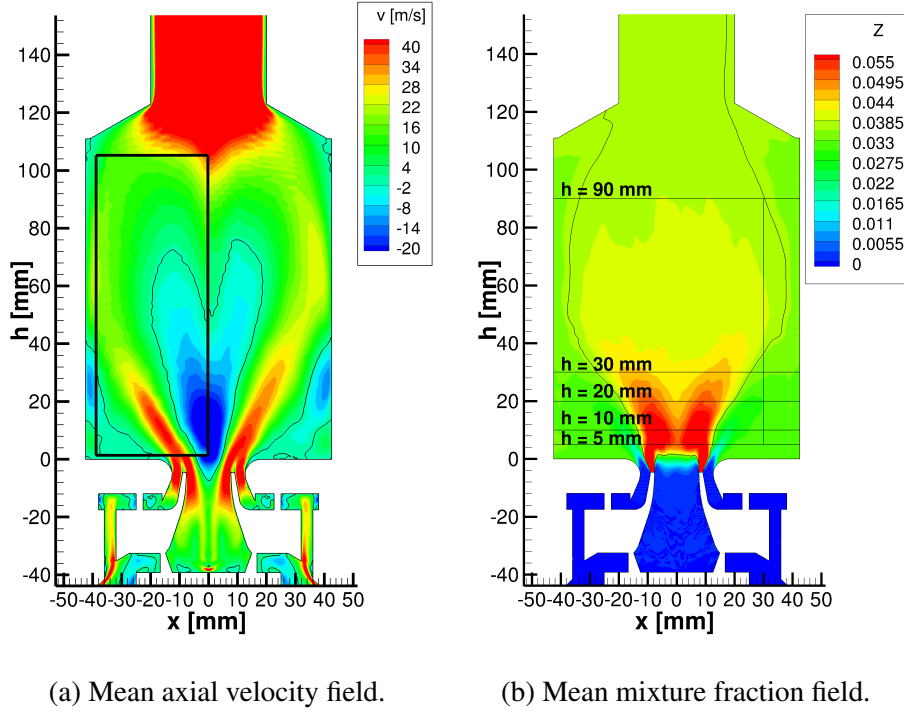 v [m/s]
40
34
28
22
16
10
4
-2
-8
-14
-20
140
120
100
80
60
40
20
0
-20
-40
h [mm]
-50-40-30-20-10 0 10 20 30 40 50
x [mm]
(a) Mean axial velocity field.
Z
0.055
0.0495
0.044
0.0385
0.033
0.0275
0.022
0.0165
0.011
0.0055
0
140
120
100
80
60
40
20
0
-20
-40
h [mm]
h = 90 mm
h = 30 mm
h = 20 mm
h = 10 mm
h = 5 mm
-50-40-30-20-10 0 10 20 30 40 50
x [mm]
(b) Mean mixture fraction field.